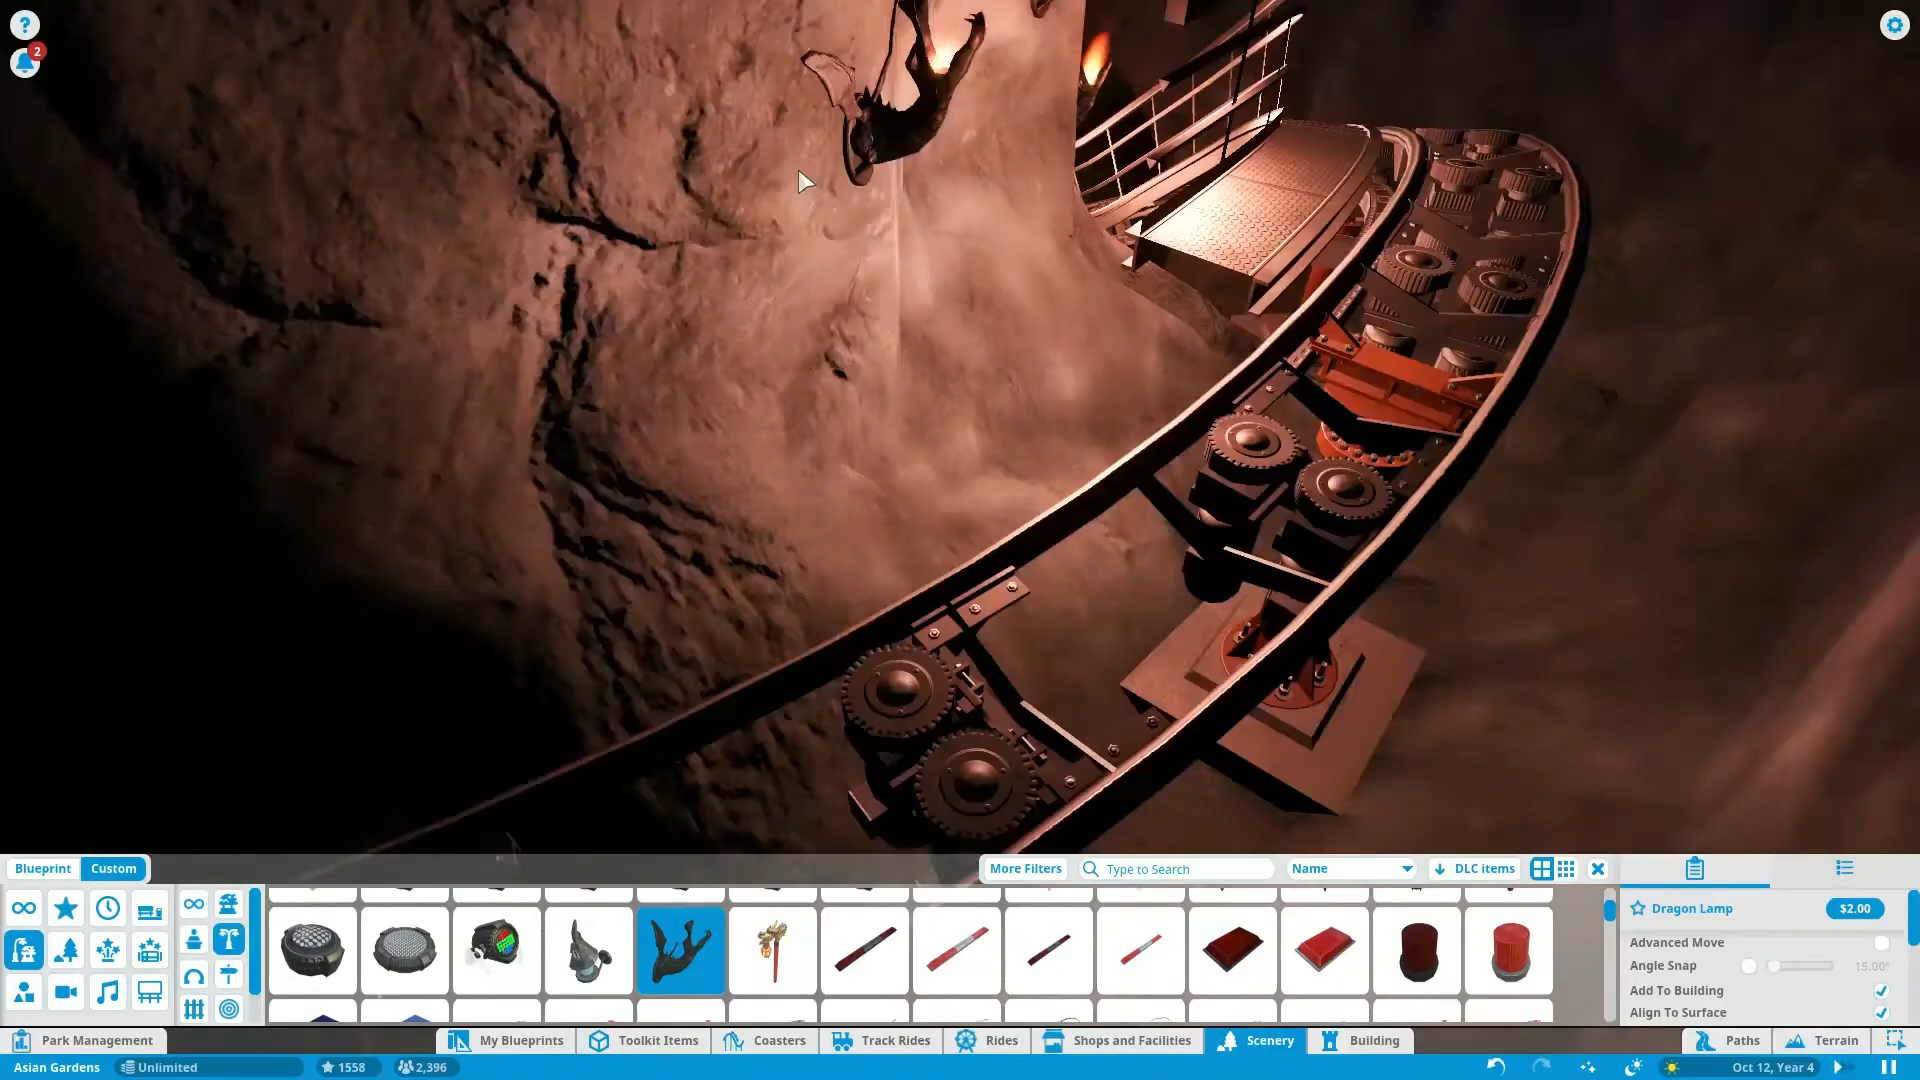 ?
2
Blueprint Custom
More Filters Type to Search Name DLC items
Dragon Lamp $2.00
Advanced Move
Angle Snap 15.00°
Add To Building
Align To Surface
Park Management My Blueprints Toolkit Items Coasters Track Rides Rides Shops and Facilities Scenery Building Paths Terrain
Asian Gardens Unlimited 1558 2,396 Oct 12, Year 4